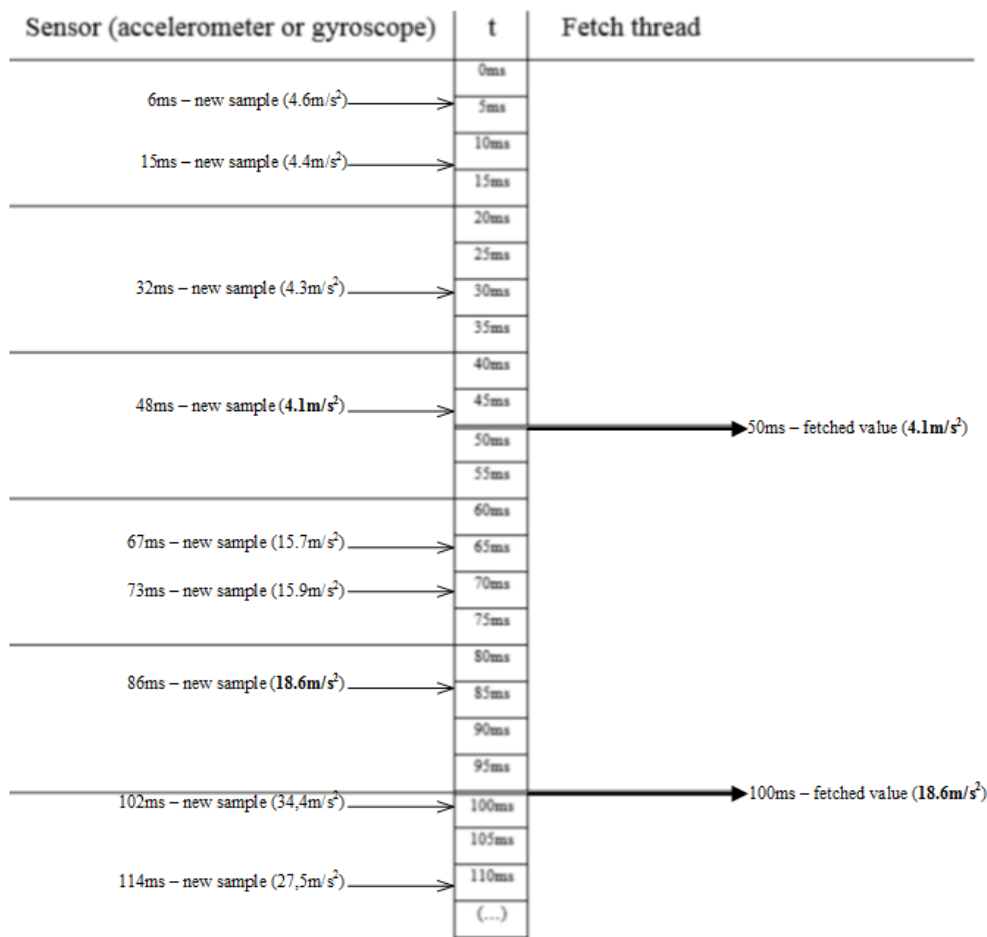 Sensor (accelerometer or gyroscope) t Fetch thread
0ms
6ms – new sample (4.6m/s²)
5ms
10ms
15ms – new sample (4.4m/s²)
15ms
20ms
25ms
32ms – new sample (4.3m/s²)
30ms
35ms
40ms
48ms – new sample (4.1m/s²)
45ms
50ms – fetched value (4.1m/s²)
50ms
55ms
60ms
67ms – new sample (15.7m/s²)
65ms
73ms – new sample (15.9m/s²)
70ms
75ms
80ms
86ms – new sample (18.6m/s²)
85ms
90ms
95ms
100ms – fetched value (18.6m/s²)
102ms – new sample (34,4m/s²)
100ms
105ms
114ms – new sample (27,5m/s²)
110ms
(...)